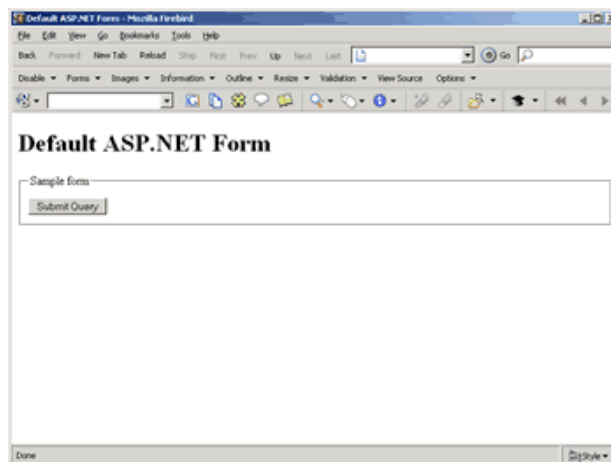 Default ASP.NET Form - Mozilla Firebird
File Edit View Go Bookmarks Tools Help
Back Forward New Tab Reload Stop First Prev Up Next Last Go
Disable Forms Images Information Outline Resize Validation View Source Options
Default ASP.NET Form
Sample form
Submit Query
Done Style